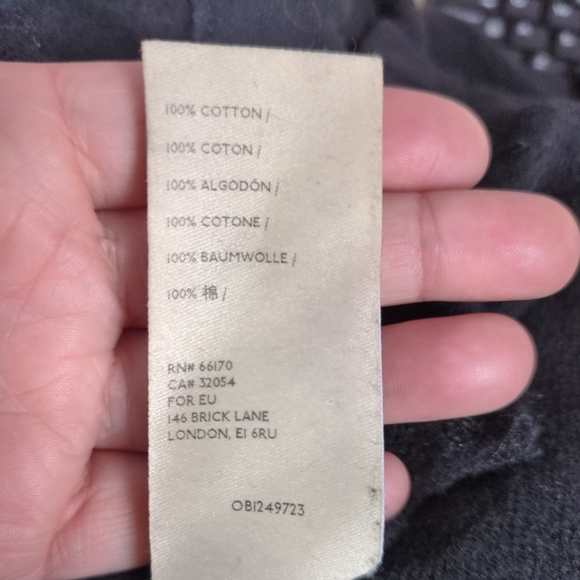 100% COTTON /
100% COTON /
100% ALGODÓN /
100% COTONE /
100% BAUMWOLLE /
100% 棉 /
RN# 66170
CA# 32054
FOR EU
146 BRICK LANE
LONDON, E1 6RU
OB1249723